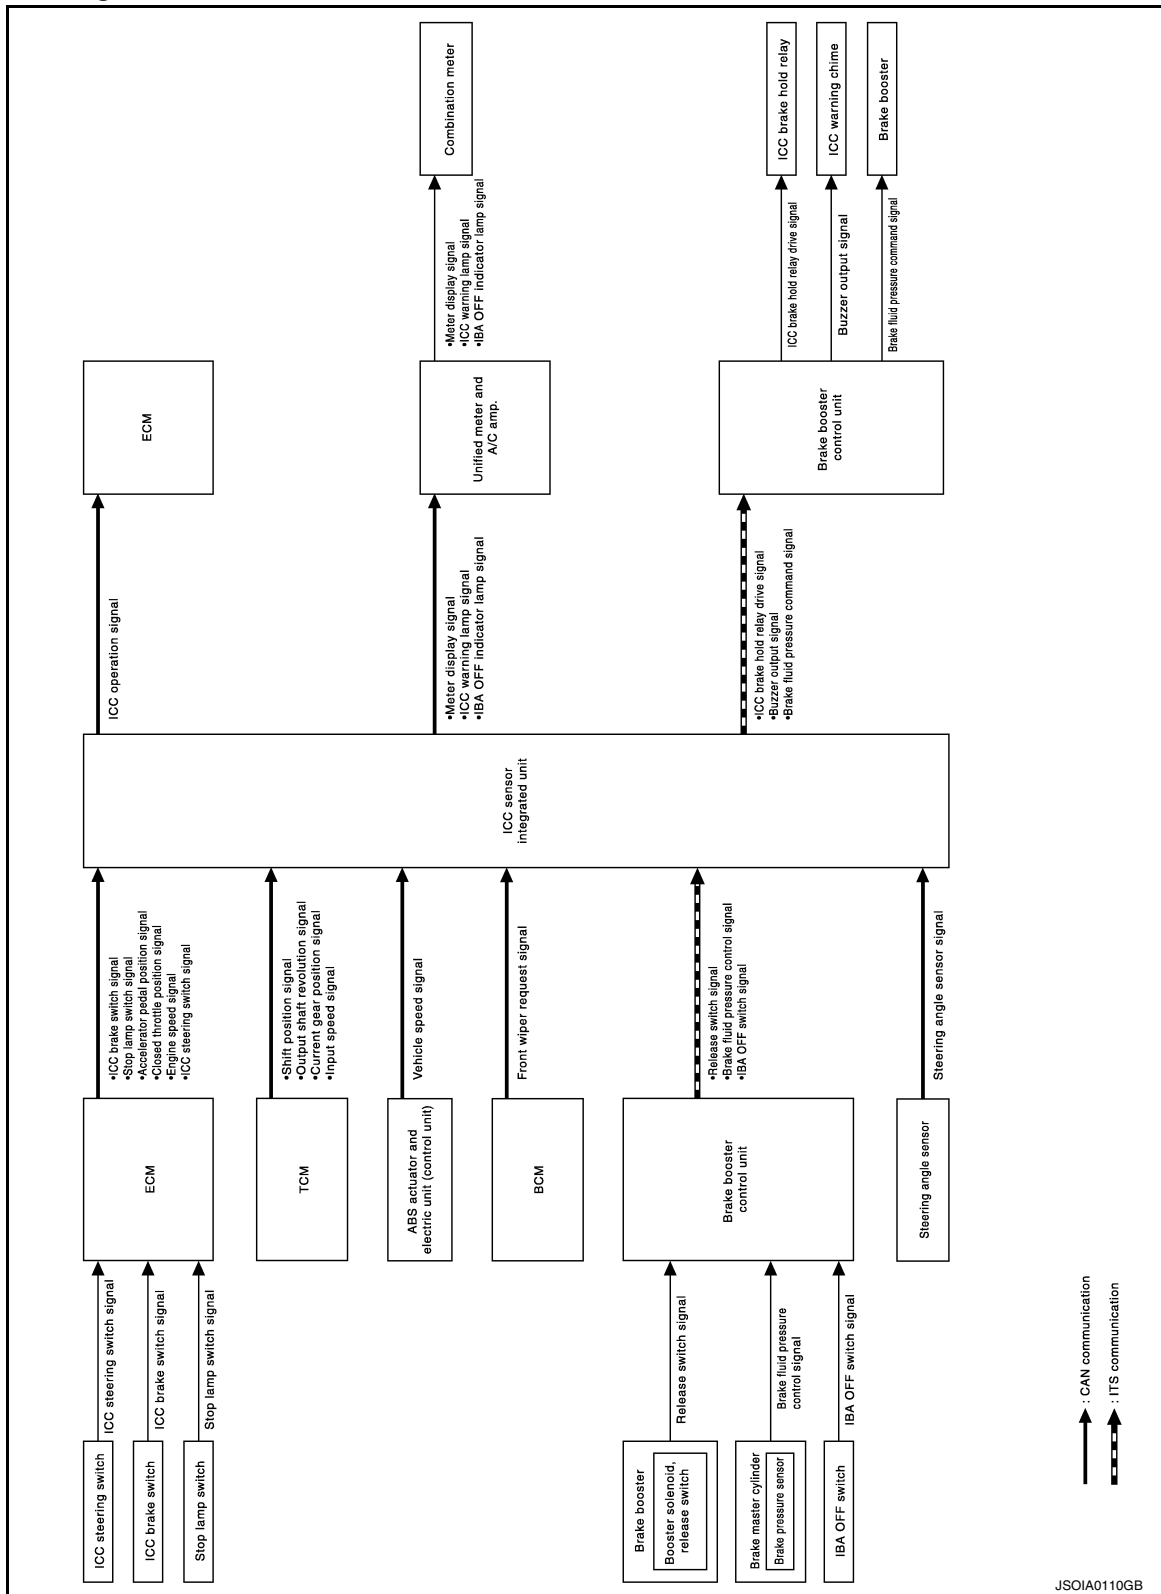 ICC steering switch
ICC brake switch
Stop lamp switch
Brake booster
Booster solenoid,
release switch
Brake master cylinder
Brake pressure sensor
IBA OFF switch
ICC steering switch signal
ICC brake switch signal
Stop lamp switch signal
Release switch signal
Brake fluid pressure
control signal
IBA OFF switch signal
ECM
TCM
ABS actuator and
electric unit (control unit)
BCM
Brake booster
control unit
Steering angle sensor
•ICC brake switch signal
•Stop lamp switch signal
•Accelerator pedal position signal
•Closed throttle position signal
•Engine speed signal
•ICC steering switch signal
•Shift position signal
•Output shaft revolution signal
•Current gear position signal
•Input speed signal
Vehicle speed signal
Front wiper request signal
•Release switch signal
•Brake fluid pressure control signal
•IBA OFF switch signal
Steering angle sensor signal
ICC sensor
integrated unit
ICC operation signal
•Meter display signal
•ICC warning lamp signal
•IBA OFF indicator lamp signal
•ICC brake hold relay drive signal
•Buzzer output signal
•Brake fluid pressure command signal
ECM
Unified meter and
A/C amp.
Brake booster
control unit
•Meter display signal
•ICC warning lamp signal
•IBA OFF indicator lamp signal
ICC brake hold relay drive signal
Buzzer output signal
Brake fluid pressure command signal
Combination meter
ICC brake hold relay
ICC warning chime
Brake booster
: CAN communication
: ITS communication
JSOIA0110GB